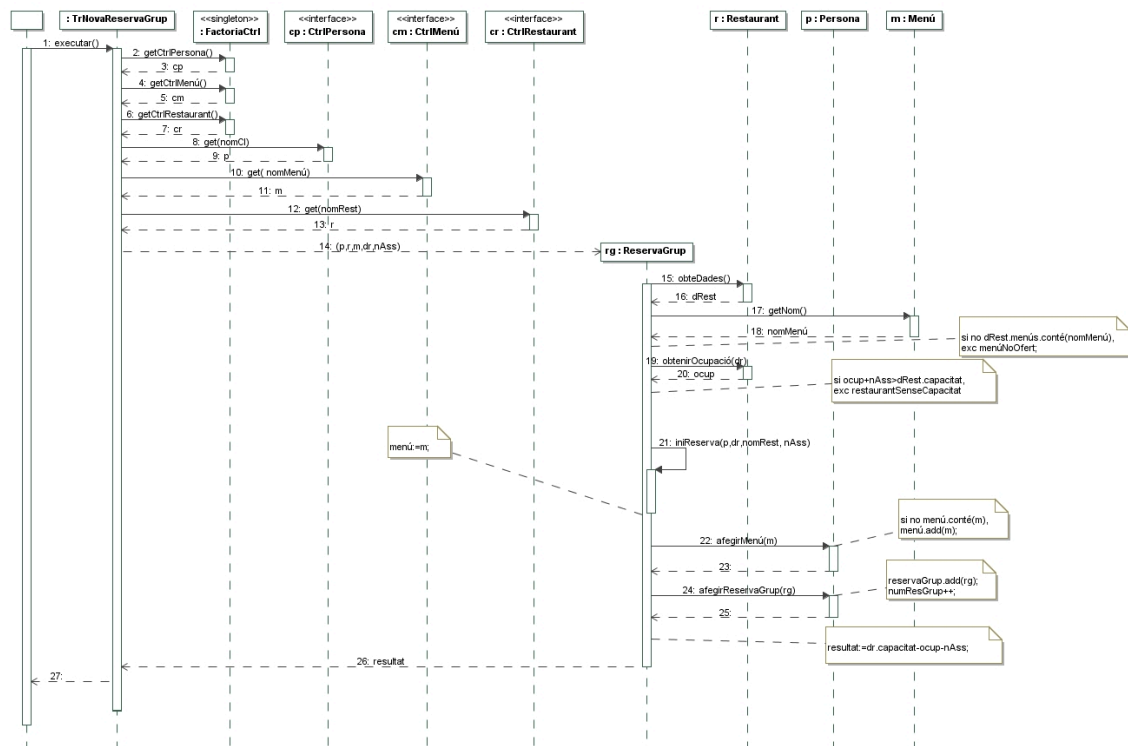 : TrNovaReservaGrup
<<singleton>>
: FactoriaCtrl
<<interface>>
cp : CtrlPersona
<<interface>>
cm : CtrlMenú
<<interface>>
cr : CtrlRestaurant
r : Restaurant
p : Persona
m : Menú
1: executar()
2: getCtrlPersona()
3: cp
4: getCtrlMenú()
5: cm
6: getCtrlRestaurant()
7: cr
8: get(nomCl)
9: p
10: get( nomMenú)
11: m
12: get(nomRest)
13: r
14: (p,r,m,dr,nAss)
rg : ReservaGrup
15: obteDades()
16: dRest
17: getNom()
18: nomMenú
si no dRest.menús.conté(nomMenú),
exc menúNoOfert;
19: obtenirOcupació(dr)
20: ocup
si ocup+nAss>dRest.capacitat,
exc restaurantSenseCapacitat
21: iniReserva(p,dr,nomRest, nAss)
menú:=m;
si no menú.conté(m),
menú.add(m);
22: afegirMenú(m)
23:
reservaGrup.add(rg);
numResGrup++;
24: afegirReservaGrup(rg)
25:
resultat:=dr.capacitat-ocup-nAss;
26: resultat
27: